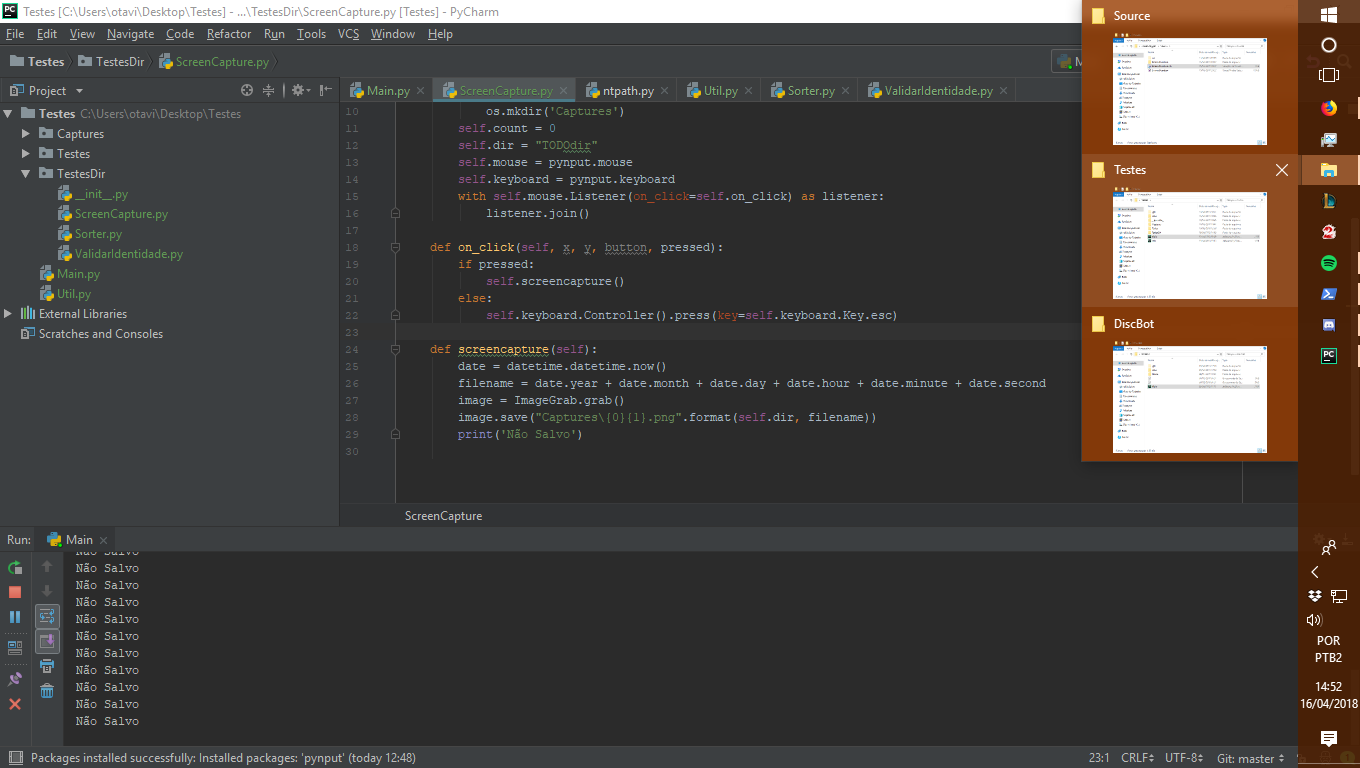 Testes [C:\Users\otavi\Desktop\Testes] - ...\TestesDir\ScreenCapture.py [Testes] - PyCharm
File Edit View Navigate Code Refactor Run Tools VCS Window Help
Testes TestesDir ScreenCapture.py
Project
Main.py ScreenCapture.py ntpath.py Util.py Sorter.py ValidarIdentidade.py
Testes C:\Users\otavi\Desktop\Testes
Captures
Testes
TestesDir
__init__.py
ScreenCapture.py
Sorter.py
ValidarIdentidade.py
Main.py
Util.py
External Libraries
Scratches and Consoles
10 os.mkdir('Captures')
11 self.count = 0
12 self.dir = "TODOdir"
13 self.mouse = pynput.mouse
14 self.keyboard = pynput.keyboard
15 with self.mouse.Listener(on_click=self.on_click) as listener:
16 listener.join()
17
18 def on_click(self, x, y, button, pressed):
19 if pressed:
20 self.screencapture()
21 else:
22 self.keyboard.Controller().press(key=self.keyboard.Key.esc)
23
24 def screencapture(self):
25 date = datetime.datetime.now()
26 filename = date.year + date.month + date.day + date.hour + date.minute + date.second
27 image = ImageGrab.grab()
28 image.save("Captures\{0}{1}.png".format(self.dir, filename))
29 print('Não Salvo')
30
ScreenCapture
Source
Testes
DiscBot
Run: Main
Não Salvo
Não Salvo
Não Salvo
Não Salvo
Não Salvo
Não Salvo
Não Salvo
Não Salvo
Não Salvo
Não Salvo
Não Salvo
Packages installed successfully: Installed packages: 'pynput' (today 12:48)
23:1 CRLF UTF-8 Git: master
POR
PTB2
14:52
16/04/2018